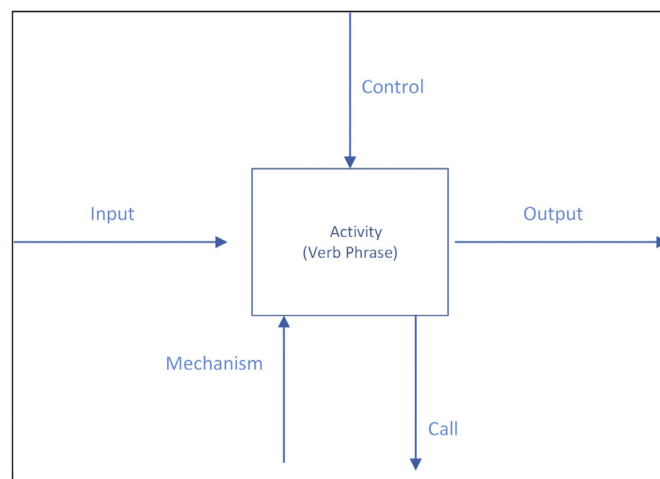 Control
Input
Output
Activity
(Verb Phrase)
Mechanism
Call